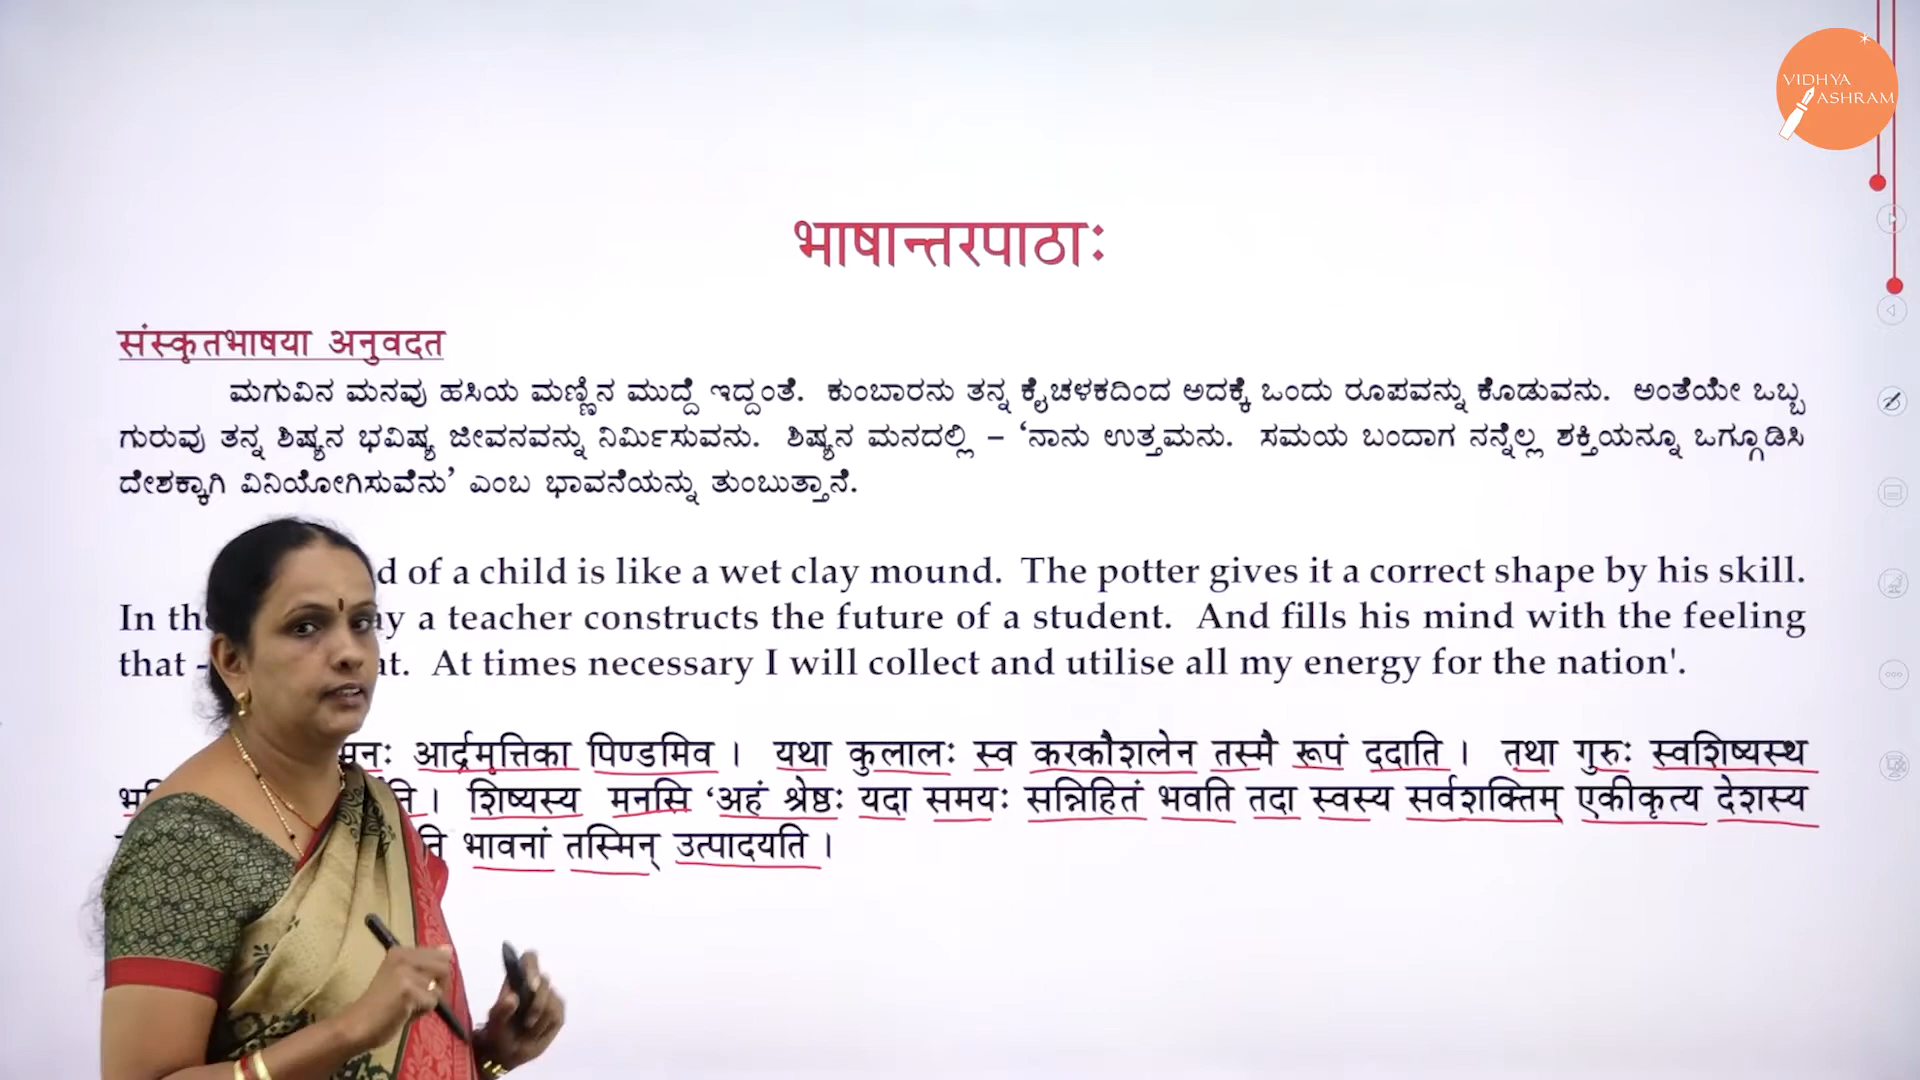 VIDHYA
ASHRAM
भाषान्तरपाठाः
संस्कृतभाषया अनुवदत
ಮಗುವಿನ ಮನವು ಹಸಿಯ ಮಣ್ಣಿನ ಮುದ್ದೆ ಇದ್ದಂತೆ. ಕುಂಬಾರನು ತನ್ನ ಕೈಚಳಕದಿಂದ ಅದಕ್ಕೆ ಒಂದು ರೂಪವನ್ನು ಕೊಡುವನು. ಅಂತೆಯೇ ಒಬ್ಬ
ಗುರುವು ತನ್ನ ಶಿಷ್ಯನ ಭವಿಷ್ಯ ಜೀವನವನ್ನು ನಿರ್ಮಿಸುವನು. ಶಿಷ್ಯನ ಮನದಲ್ಲಿ – ‘ನಾನು ಉತ್ತಮನು. ಸಮಯ ಬಂದಾಗ ನನ್ನೆಲ್ಲ ಶಕ್ತಿಯನ್ನೂ ಒಗ್ಗೂಡಿಸಿ
ದೇಶಕ್ಕಾಗಿ ವಿನಿಯೋಗಿಸುವೆನು’ ಎಂಬ ಭಾವನೆಯನ್ನು ತುಂಬುತ್ತಾನೆ.
of a child is like a wet clay mound. The potter gives it a correct shape by his skill.
In a teacher constructs the future of a student. And fills his mind with the feeling
that - At times necessary I will collect and utilise all my energy for the nation'.
मनः आर्द्रमृत्तिका पिण्डमिव । यथा कुलालः स्व करकौशलेन तस्मै रूपं ददाति । तथा गुरुः स्वशिष्यस्थ
। शिष्यस्य मनसि ‘अहं श्रेष्ठः यदा समयः सन्निहितं भवति तदा स्वस्य सर्वशक्तिम् एकीकृत्य देशस्य
भावनां तस्मिन् उत्पादयति ।